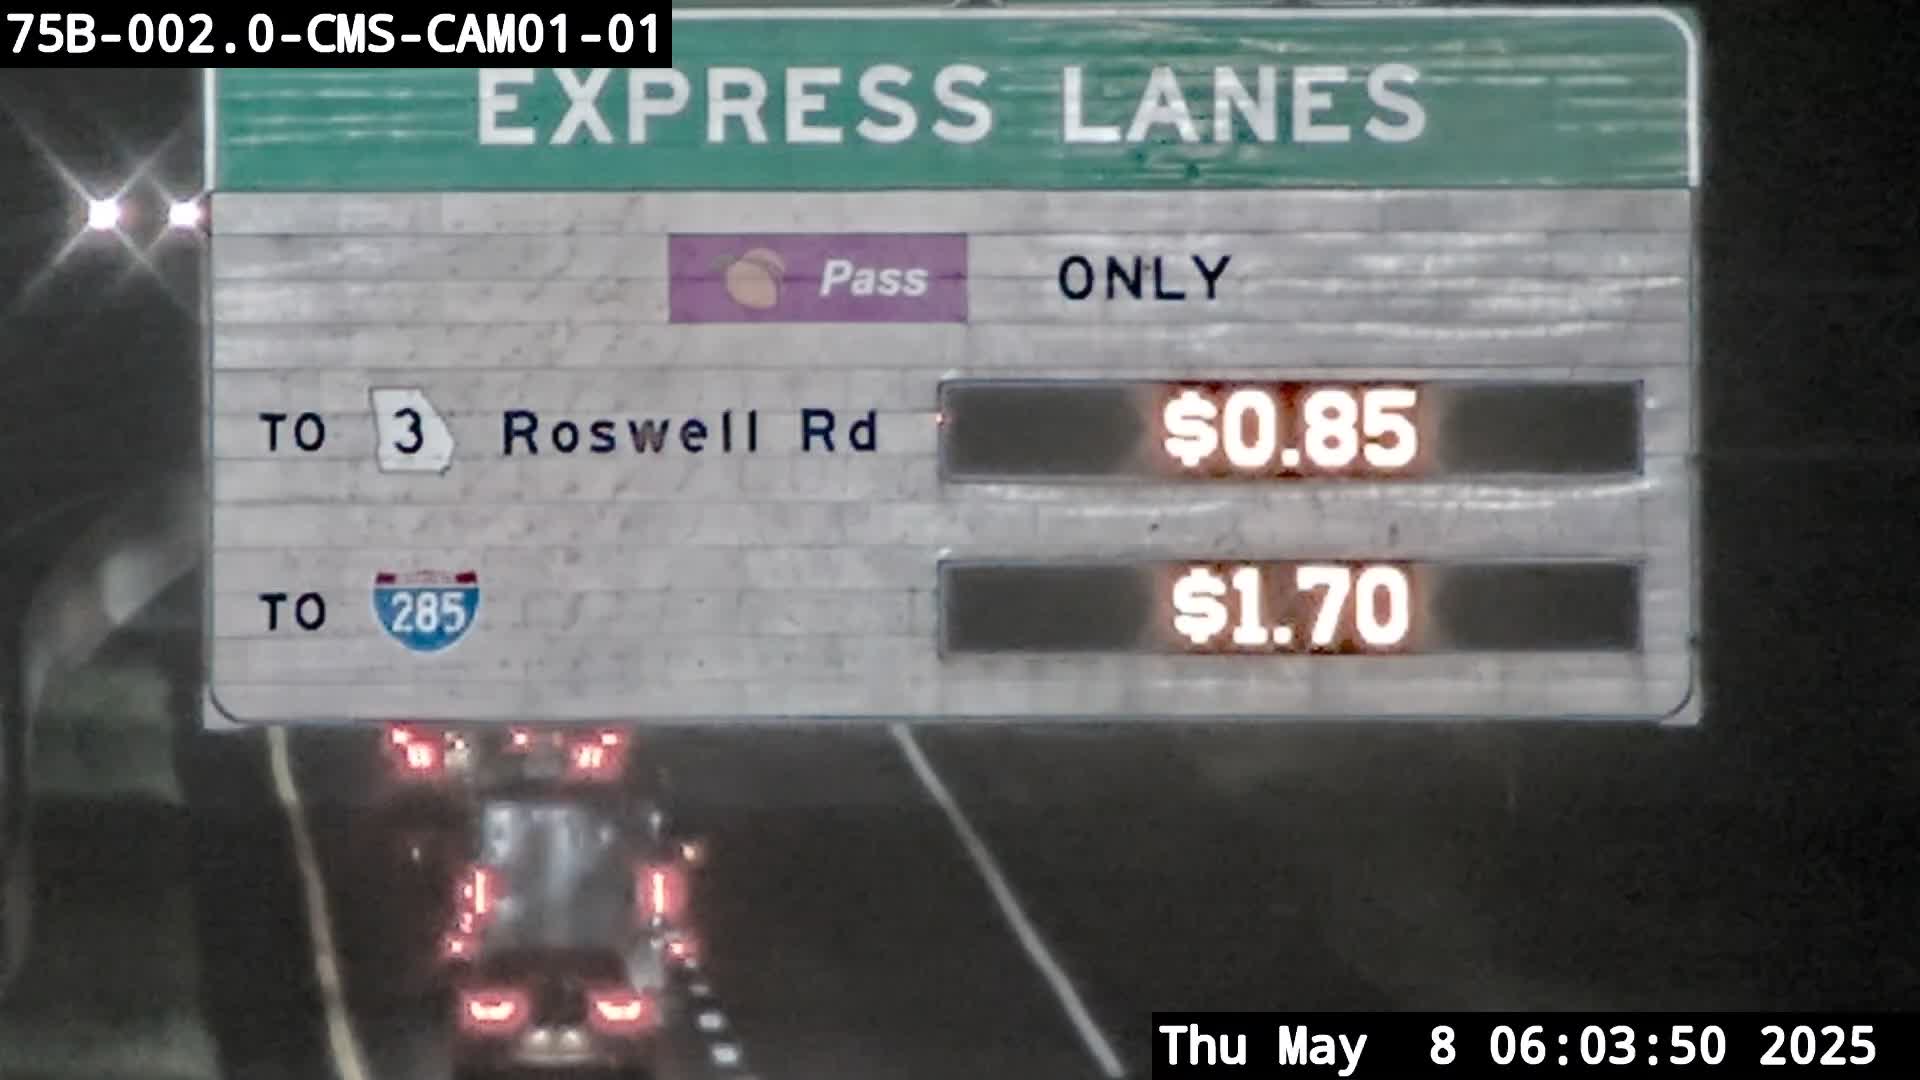 75B-002.0-CMS-CAM01-01
EXPRESS LANES
Pass ONLY
TO 3 Roswell Rd $0.85
TO 285 $1.70
Thu May 8 06:03:50 2025